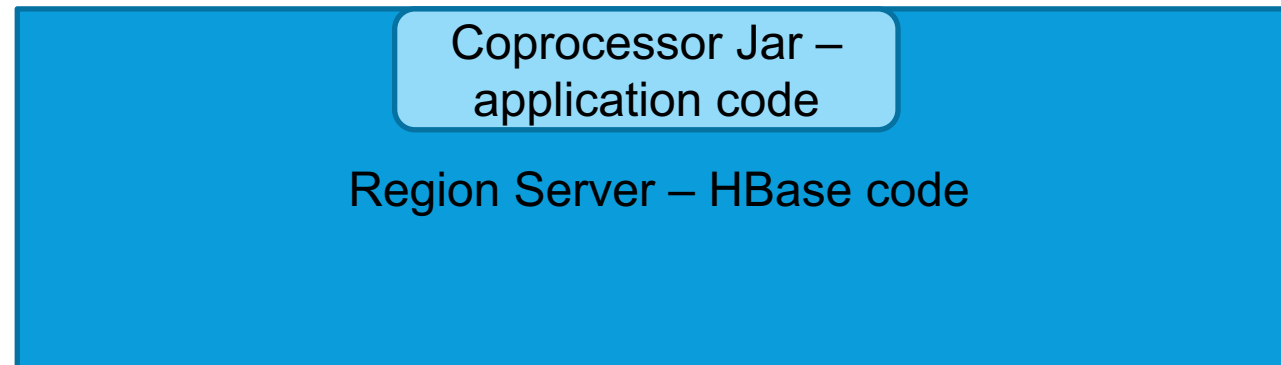 Coprocessor Jar –
application code
Region Server – HBase code